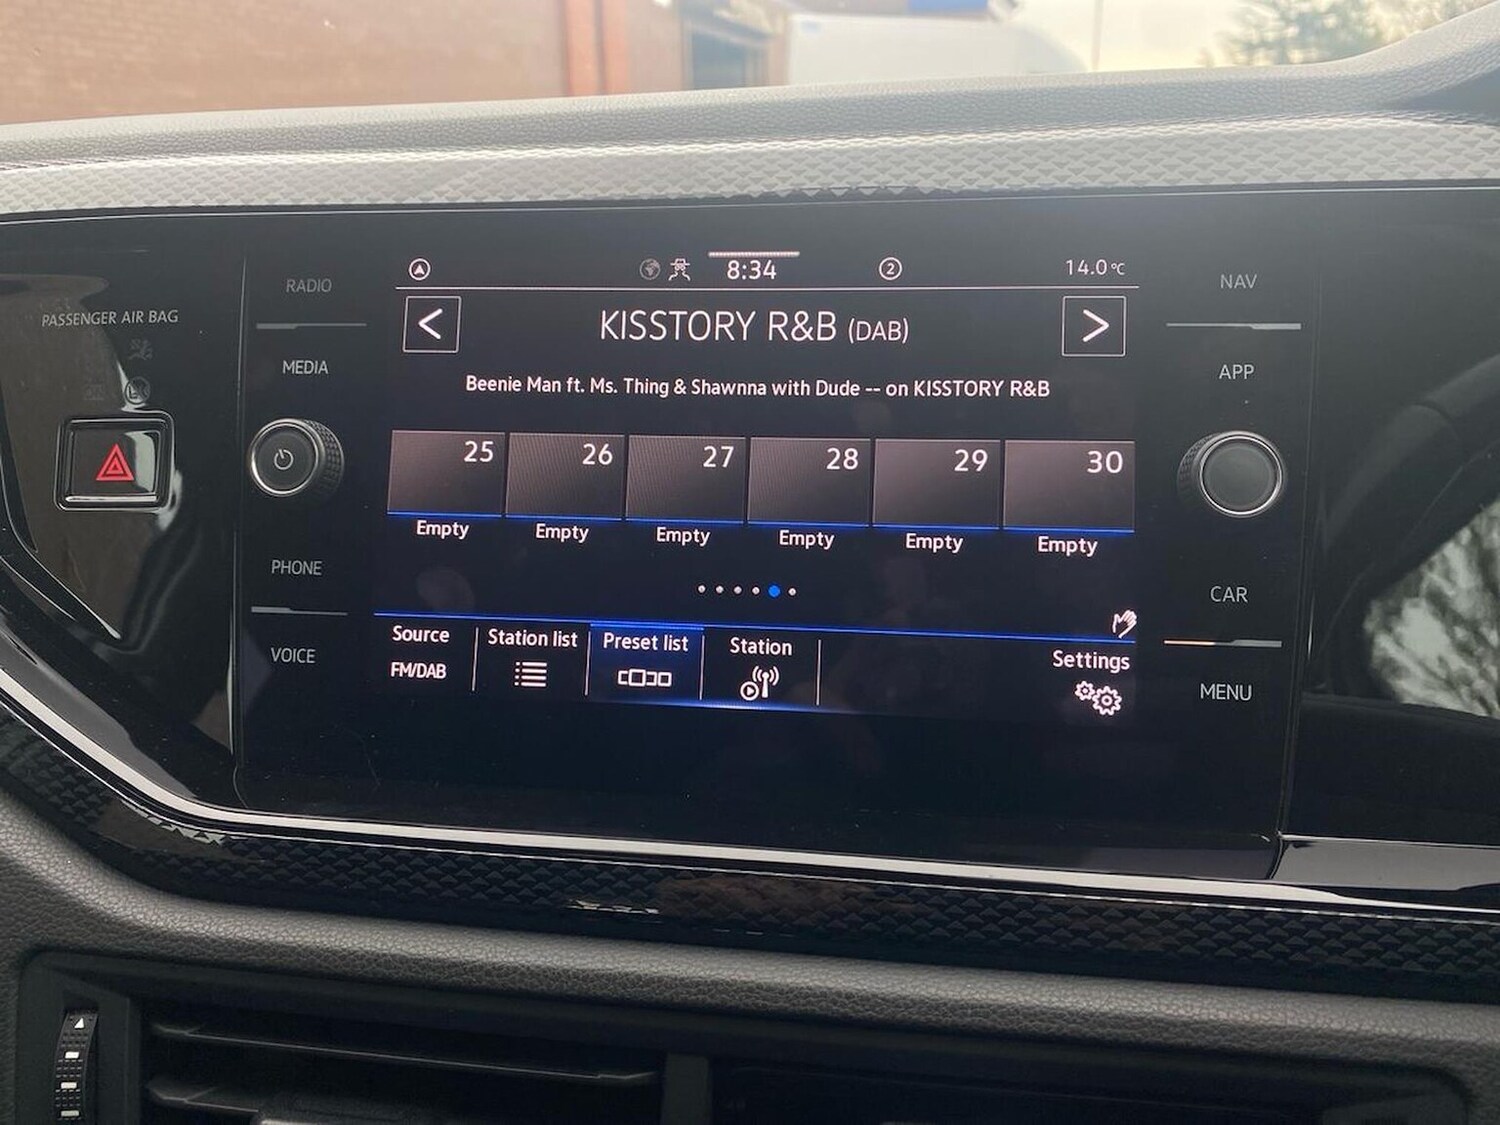 RADIO
MEDIA
PHONE
VOICE
PASSENGER AIR BAG
8:34
2
14.0°C
<
KISSTORY R&B (DAB)
>
Beenie Man ft. Ms. Thing & Shawnna with Dude -- on KISSTORY R&B
25 26 27 28 29 30
Empty Empty Empty Empty Empty Empty
Source Station list Preset list Station Settings
FM/DAB
NAV
APP
CAR
MENU